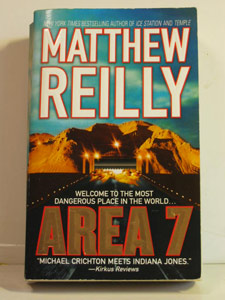 NEW YORK TIMES BESTSELLING AUTHOR OF ICE STATION AND TEMPLE
MATTHEW
REILLY
WELCOME TO THE MOST
DANGEROUS PLACE IN THE WORLD...
AREA 7
"MICHAEL CRICHTON MEETS INDIANA JONES."
—Kirkus Reviews